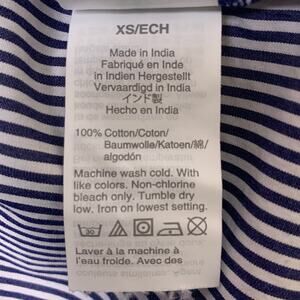 XS/ECH
Made in India
Fabriqué en Inde
in Indien Hergestellt
Vervaardigd in India
インド製
Hecho en India
100% Cotton/Coton/
Baumwolle/Katoen/綿/
algodón
Machine wash cold. With
like colors. Non-chlorine
bleach only. Tumble dry
low. Iron on lowest setting.
30
Laver à la machine à
l'eau froide. Avec des